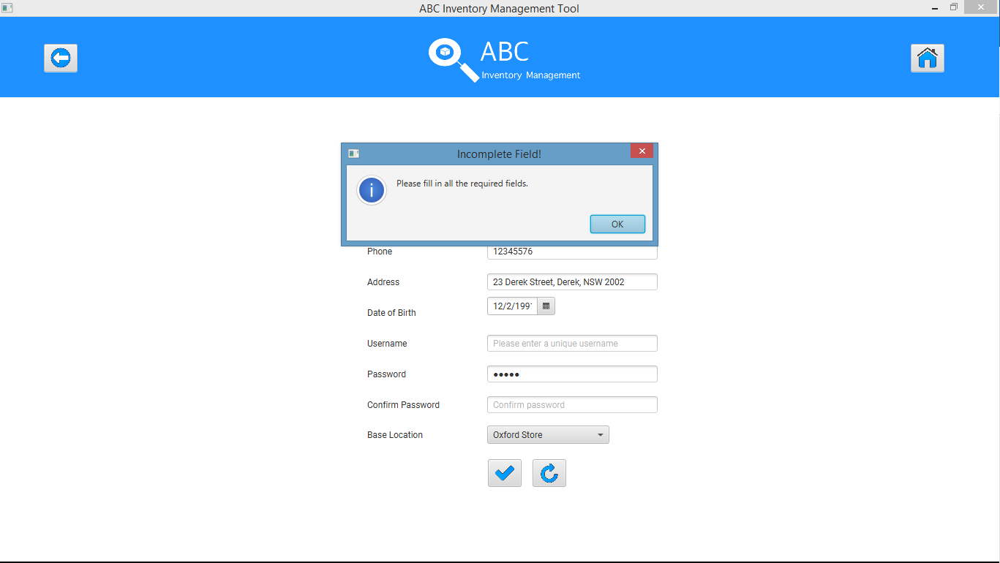 ABC Inventory Management Tool
ABC
Inventory Management
Incomplete Field!
Please fill in all the required fields.
OK
Phone 12345576
Address 23 Derek Street, Derek, NSW 2002
Date of Birth 12/2/199
Username Please enter a unique username
Password
Confirm Password Confirm password
Base Location Oxford Store